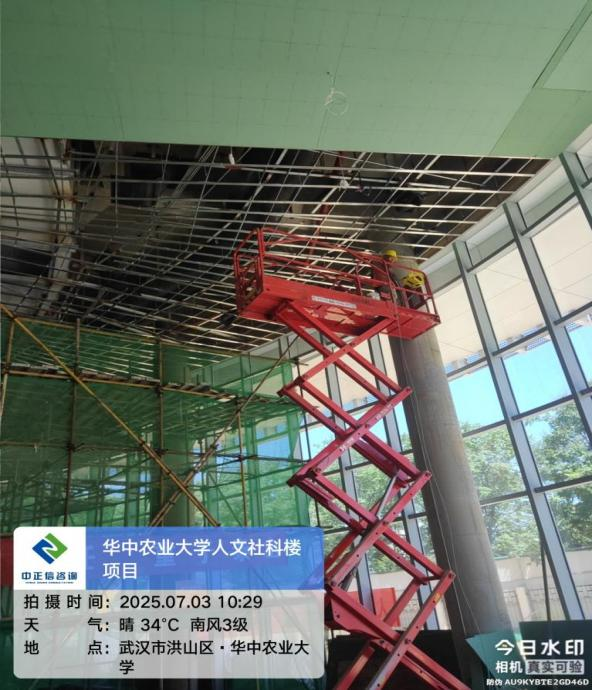 中正信咨询
华中农业大学人文社科楼
项目
拍摄时间：2025.07.03 10:29
天 气：晴 34°C 南风3级
地 点：武汉市洪山区·华中农业大
学
今日水印
相机 真实可验
防伪 AU9KYBTE2GD46D